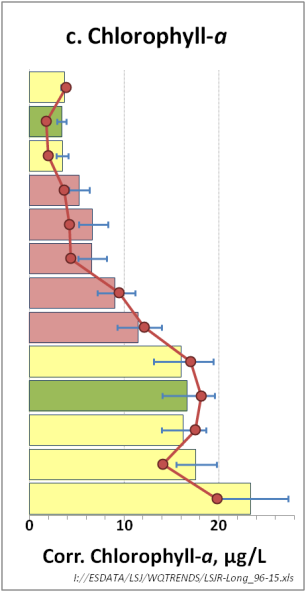 c. Chlorophyll-a
0 10 20
Corr. Chlorophyll-a, µg/L
I://ESDATA/LSJ/WQTRENDS/LSJR-Long_96-15.xls